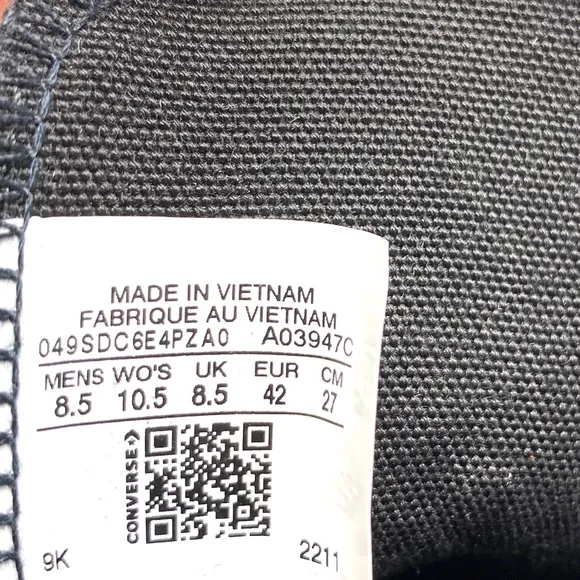 MADE IN VIETNAM
FABRIQUE AU VIETNAM
049SDC6E4PZA0 A03947C
MENS WO'S UK EUR CM
8.5 10.5 8.5 42 27
CONVERSE
9K 2211